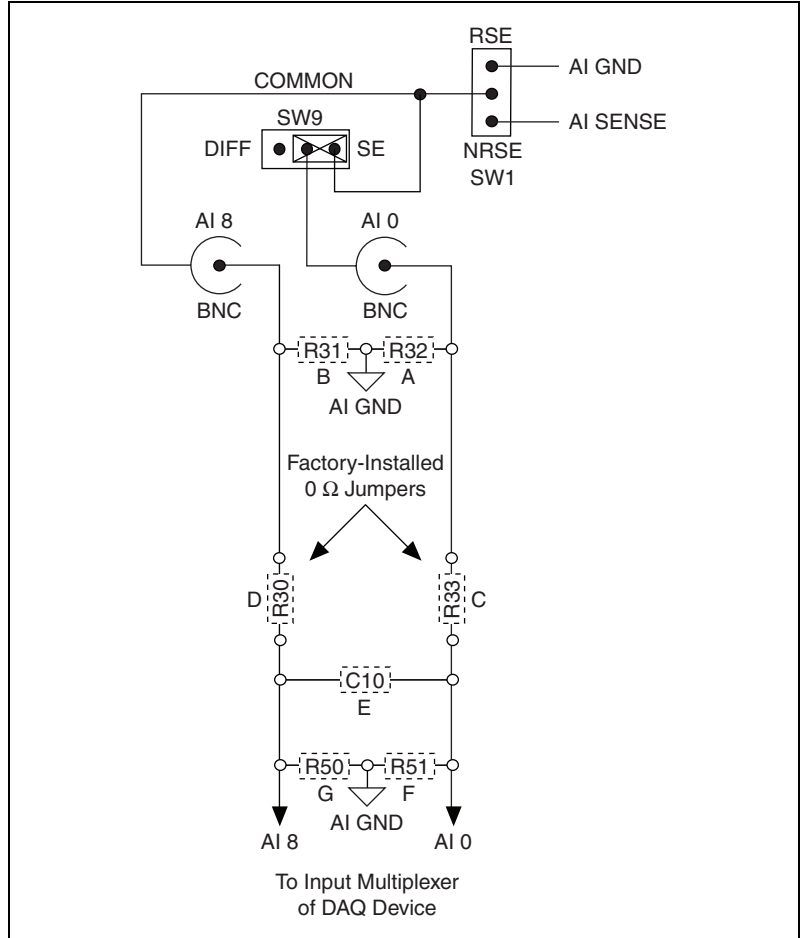 RSE
AI GND
COMMON
SW9
AI SENSE
DIFF
SE
NRSE
SW1
AI 8
AI 0
BNC
BNC
R31
R32
B
A
AI GND
Factory-Installed
0 Ω Jumpers
D
R30
R33
C
C10
E
R50
R51
G
F
AI GND
AI 8
AI 0
To Input Multiplexer
of DAQ Device